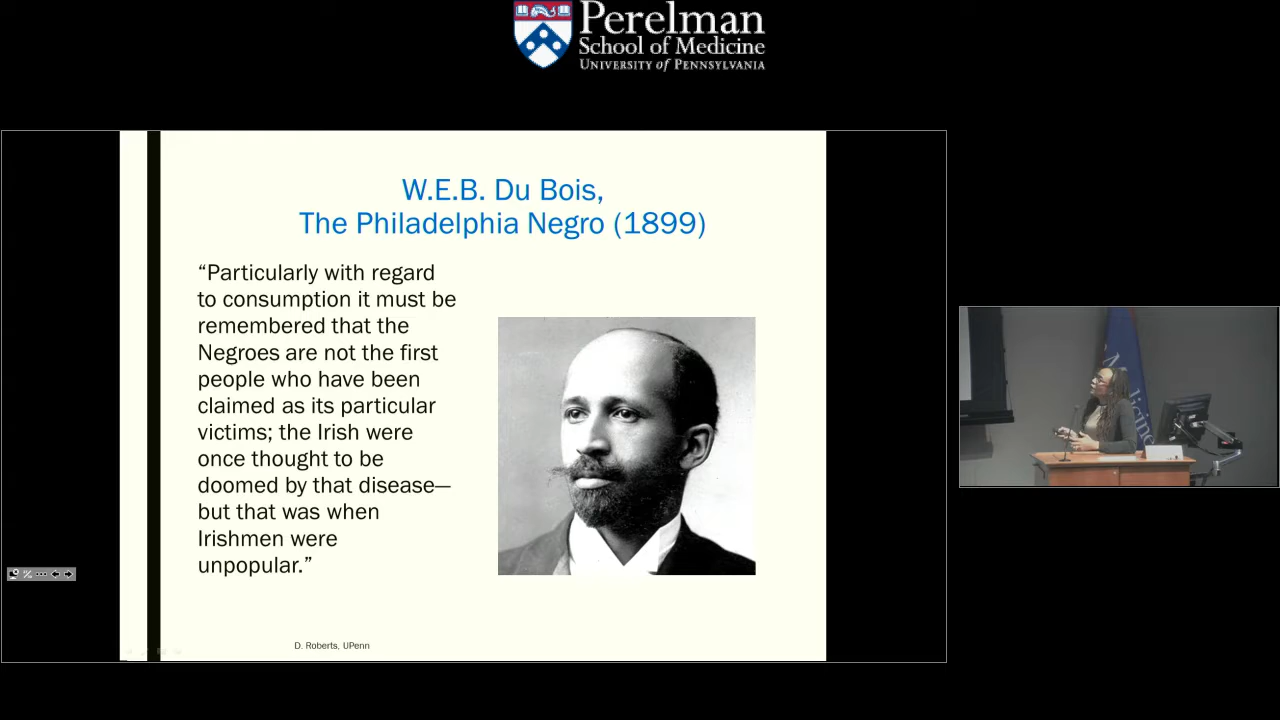 Perelman
School of Medicine
UNIVERSITY of PENNSYLVANIA
W.E.B. Du Bois,
The Philadelphia Negro (1899)
“Particularly with regard
to consumption it must be
remembered that the
Negroes are not the first
people who have been
claimed as its particular
victims; the Irish were
once thought to be
doomed by that disease—
but that was when
Irishmen were
unpopular.”
D. Roberts, UPenn
Medicine